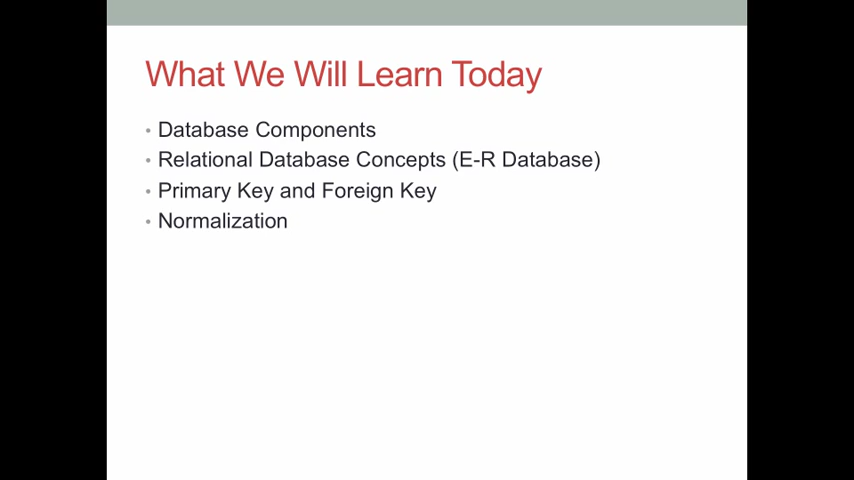 What We Will Learn Today
• Database Components
• Relational Database Concepts (E-R Database)
• Primary Key and Foreign Key
• Normalization